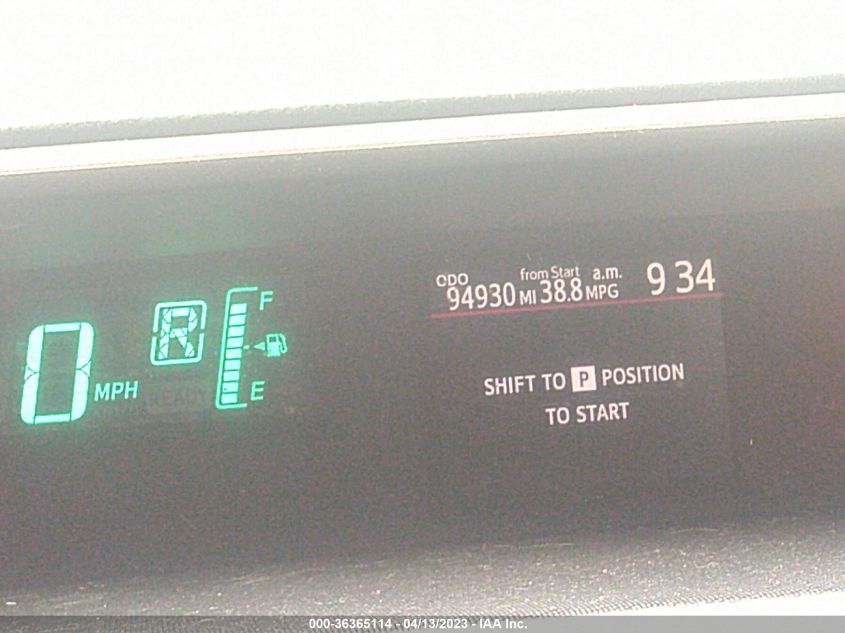 ODO from Start a.m.
94930 MI 38.8 MPG 9 34
0 MPH R F
E
READY
SHIFT TO P POSITION
TO START
000-36365114 - 04/13/2023 - IAA Inc.